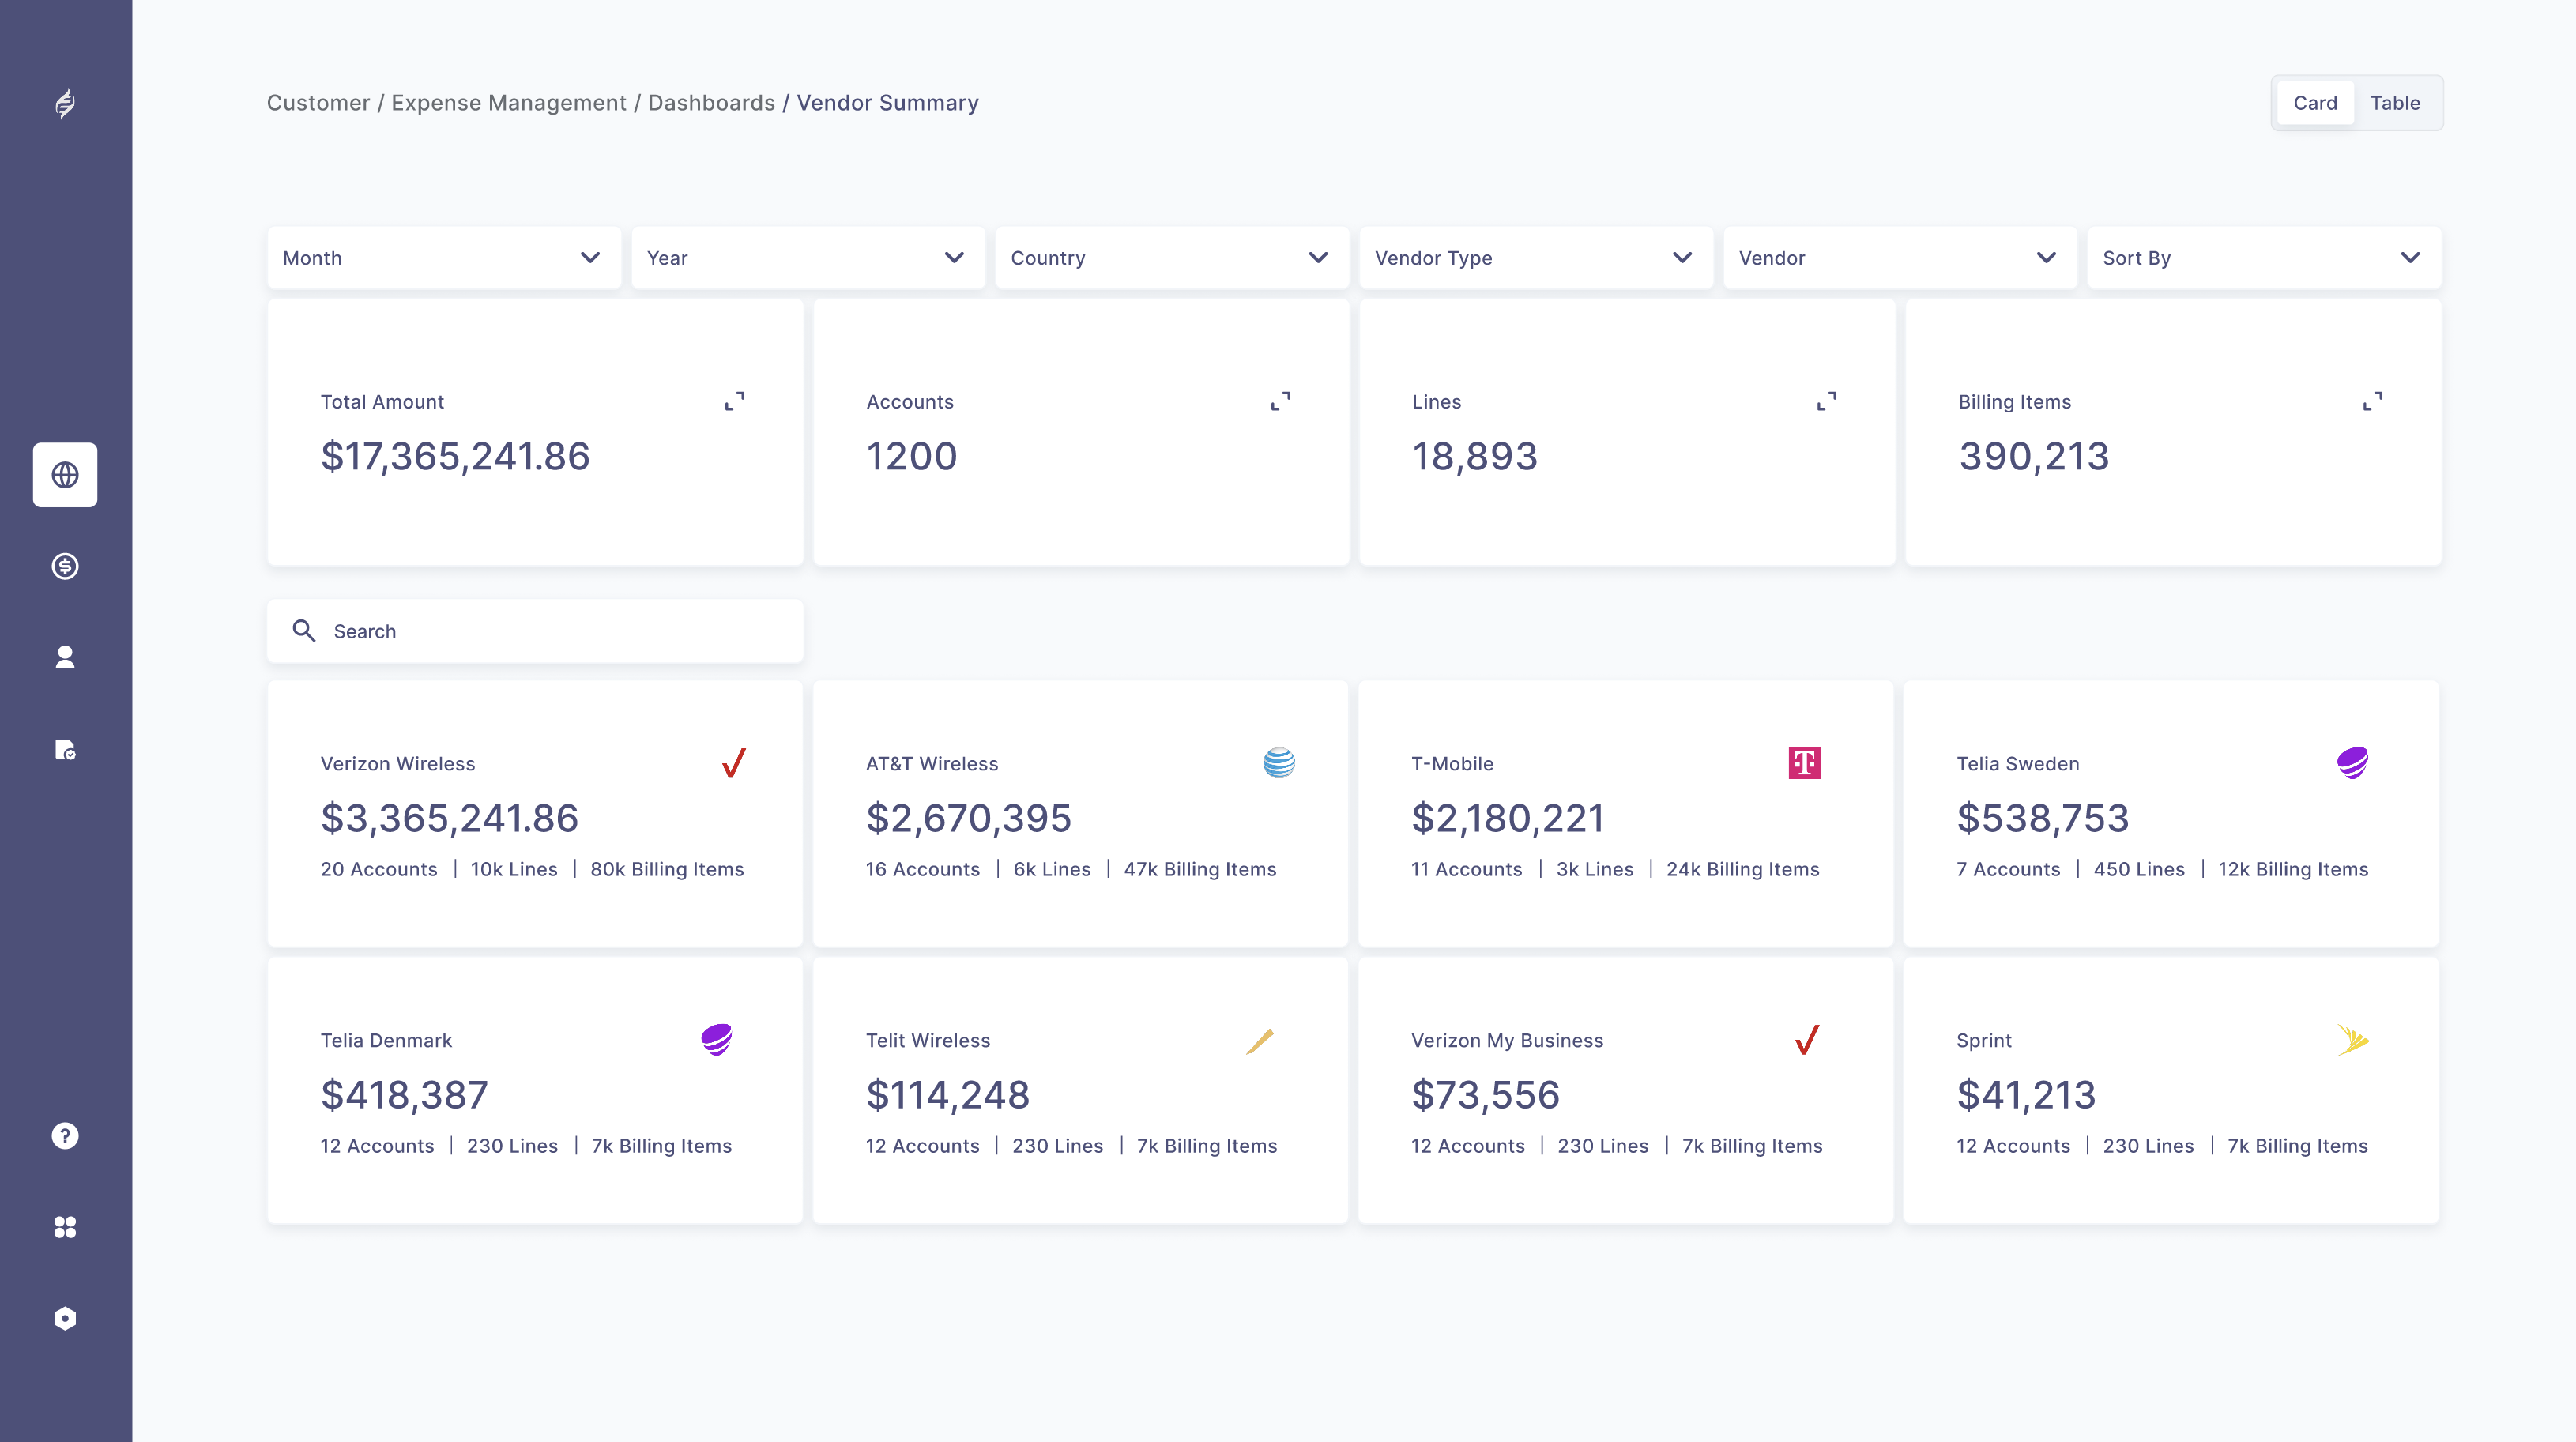 Customer / Expense Management / Dashboards / Vendor Summary
Card Table
Month Year Country Vendor Type Vendor Sort By
Total Amount Accounts Lines Billing Items
$17,365,241.86 1200 18,893 390,213
Search
Verizon Wireless AT&T Wireless T-Mobile Telia Sweden
$3,365,241.86 $2,670,395 $2,180,221 $538,753
20 Accounts | 10k Lines | 80k Billing Items 16 Accounts | 6k Lines | 47k Billing Items 11 Accounts | 3k Lines | 24k Billing Items 7 Accounts | 450 Lines | 12k Billing Items
Telia Denmark Telit Wireless Verizon My Business Sprint
$418,387 $114,248 $73,556 $41,213
12 Accounts | 230 Lines | 7k Billing Items 12 Accounts | 230 Lines | 7k Billing Items 12 Accounts | 230 Lines | 7k Billing Items 12 Accounts | 230 Lines | 7k Billing Items